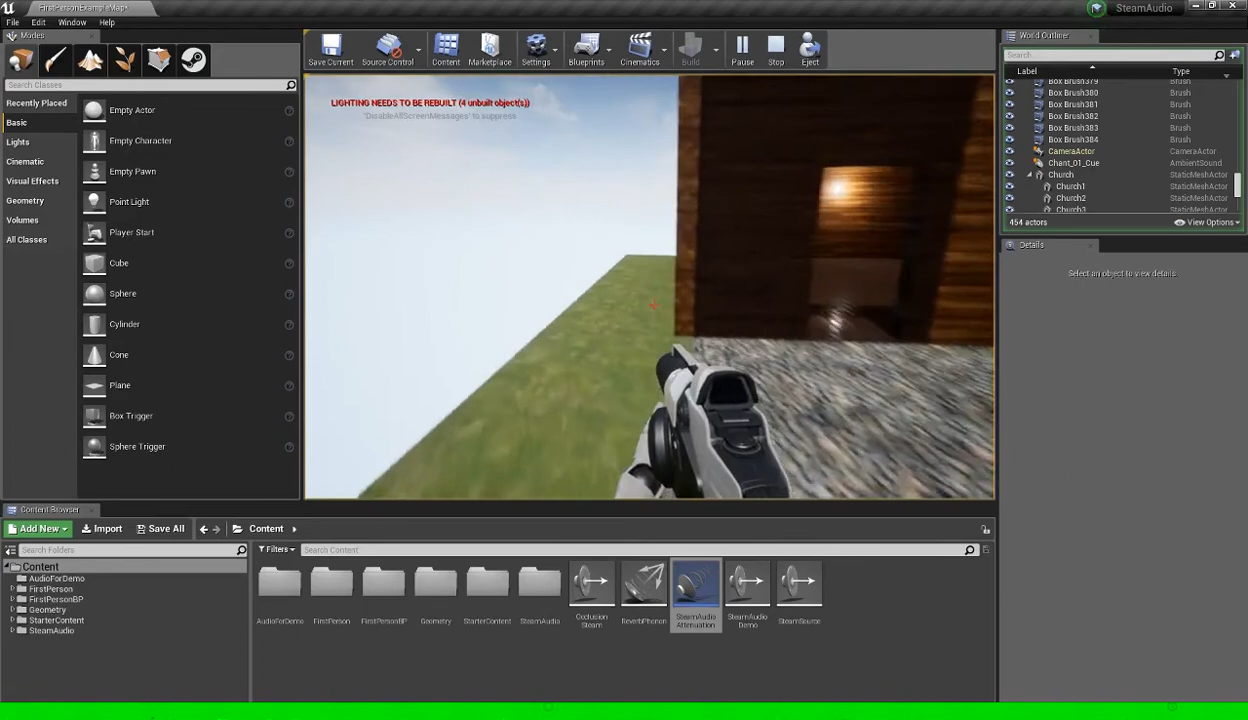 FirstPersonExampleMap*
SteamAudio
File Edit Window Help
Modes
World Outliner
Save Current Source Control Content Marketplace Settings Blueprints Cinematics Build Pause Stop Eject
Search
Label Type
Search Classes
Recently Placed
Basic
Lights
Cinematic
Visual Effects
Geometry
Volumes
All Classes
Empty Actor
Empty Character
Empty Pawn
Point Light
Player Start
Cube
Sphere
Cylinder
Cone
Plane
Box Trigger
Sphere Trigger
LIGHTING NEEDS TO BE REBUILT (4 unbuilt object(s))
'DisableAllScreenMessages' to suppress
Box Brush379 Brush
Box Brush380 Brush
Box Brush381 Brush
Box Brush382 Brush
Box Brush383 Brush
Box Brush384 Brush
CameraActor CameraActor
Chant_01_Cue AmbientSound
Church StaticMeshActor
Church1 StaticMeshActor
Church2 StaticMeshActor
Church3 StaticMeshActor
454 actors View Options
Details
Select an object to view details.
Content Browser
Add New Import Save All Content
Search Folders
Filters Search Content
Content
AudioForDemo
FirstPerson
FirstPersonBP
Geometry
StarterContent
SteamAudio
AudioForDemo FirstPerson FirstPersonBP Geometry StarterContent SteamAudio Occlusion Steam ReverbPhonon SteamAudio Attenuation SteamAudio Demo SteamSource